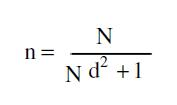 n = N / N d² + 1